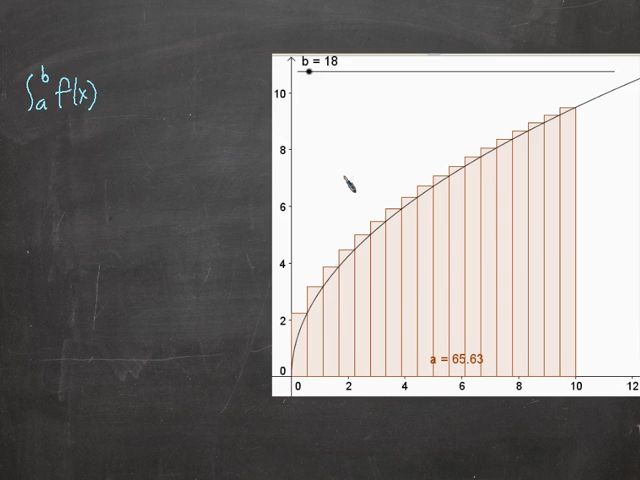 ∫ₐᵇ f(x)
b = 18
10
8
6
4
2
0
a = 65.63
0 2 4 6 8 10 12